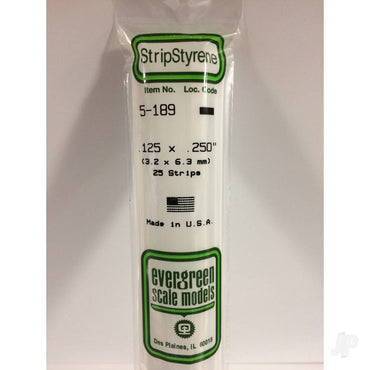 StripStyrene
Item No. Loc. Code
5-189
.125 x .250"
(3.2 x 6.3 mm)
25 Strips
Made in U.S.A.
evergreen
scale models
Des Plaines, IL 60018
JP